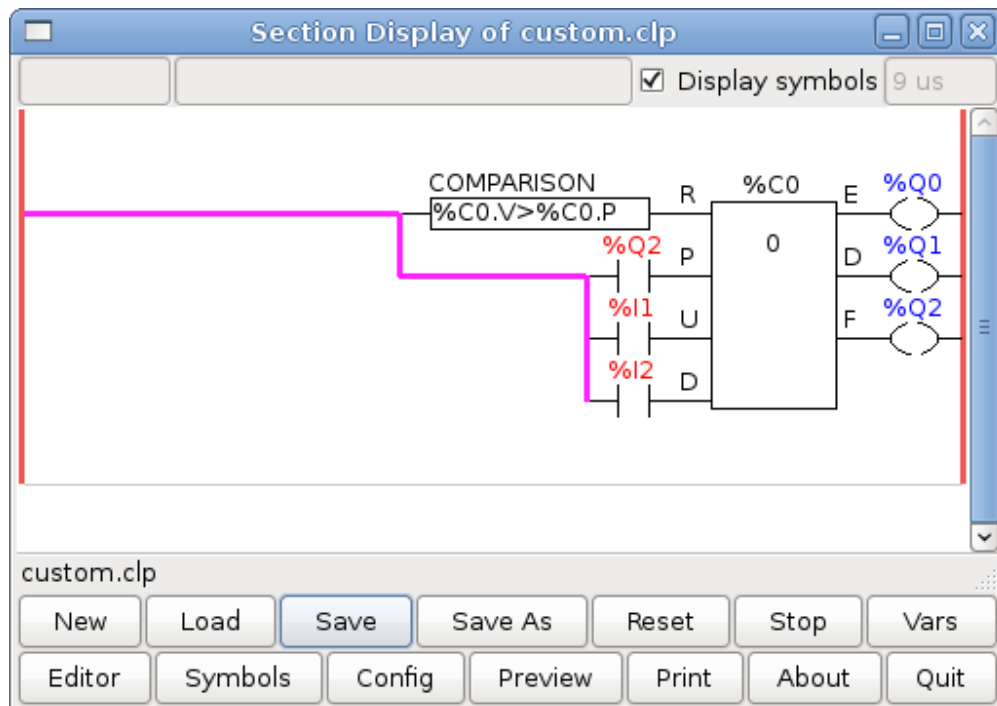 Section Display of custom.clp
Display symbols 9 us
COMPARISON
%C0.V>%C0.P
R %C0 E %Q0
%Q2 P 0 D %Q1
%I1 U F %Q2
%I2 D
custom.clp
New Load Save Save As Reset Stop Vars
Editor Symbols Config Preview Print About Quit